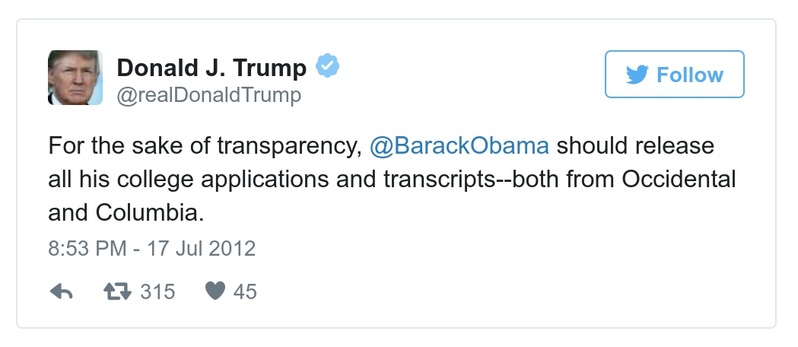 Donald J. Trump
Follow
@realDonaldTrump
For the sake of transparency, @BarackObama should release
all his college applications and transcripts--both from Occidental
and Columbia.
8:53 PM - 17 Jul 2012
315 45